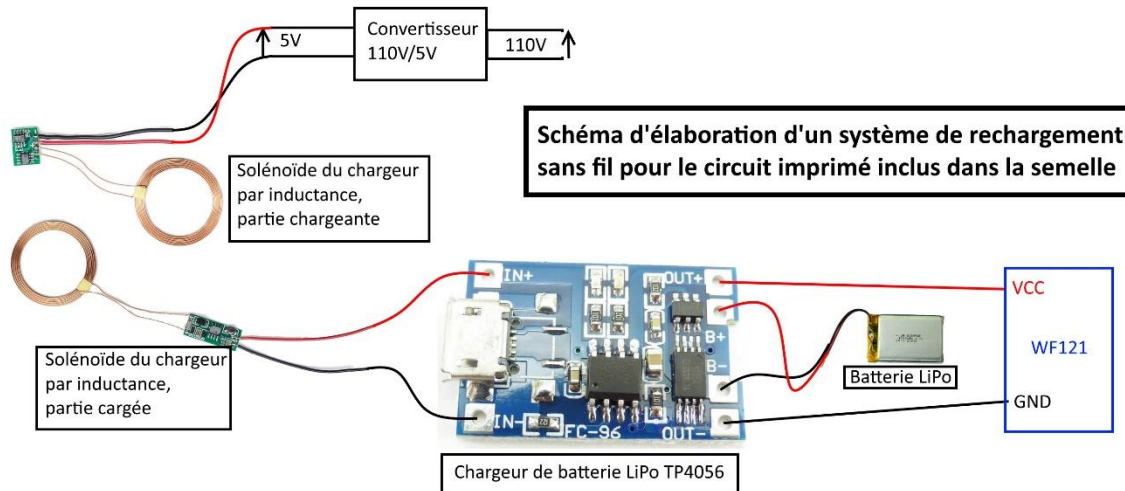 5V
Convertisseur
110V/5V
110V
Schéma d'élaboration d'un système de rechargement
sans fil pour le circuit imprimé inclus dans la semelle
Solénoïde du chargeur
par inductance,
partie chargeante
Solénoïde du chargeur
par inductance,
partie cargée
IN+
OUT+
B+
B-
IN-
FC-96
OUT-
Chargeur de batterie LiPo TP4056
Batterie LiPo
VCC
WF121
GND